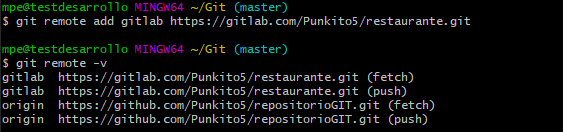 mpe@testdesarrollo MINGW64 ~/Git (master)
$ git remote add gitlab https://gitlab.com/Punkito5/restaurante.git
mpe@testdesarrollo MINGW64 ~/Git (master)
$ git remote -v
gitlab  https://gitlab.com/Punkito5/restaurante.git (fetch)
gitlab  https://gitlab.com/Punkito5/restaurante.git (push)
origin  https://github.com/Punkito5/repositorioGIT.git (fetch)
origin  https://github.com/Punkito5/repositorioGIT.git (push)